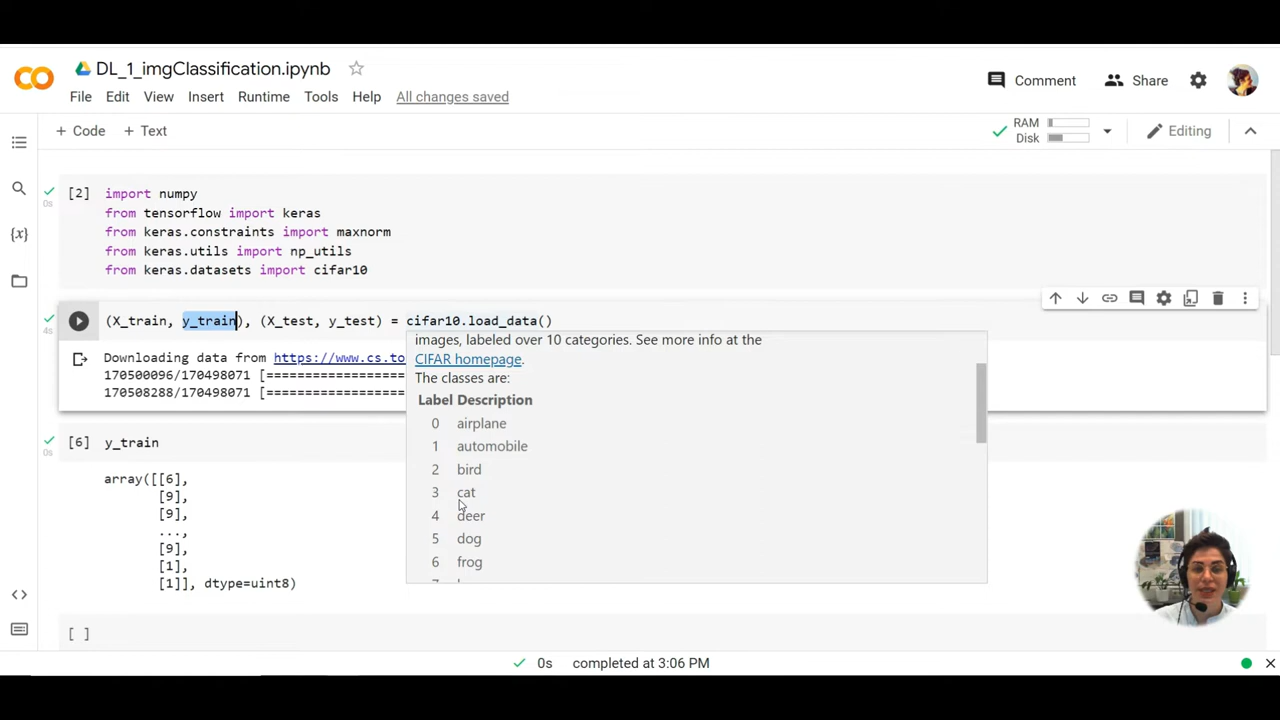 DL_1_imgClassification.ipynb
Comment
Share
File Edit View Insert Runtime Tools Help All changes saved
+ Code + Text
RAM
Disk
Editing
[2] import numpy
0s
from tensorflow import keras
from keras.constraints import maxnorm
from keras.utils import np_utils
from keras.datasets import cifar10
(X_train, y_train), (X_test, y_test) = cifar10.load_data()
4s
images, labeled over 10 categories. See more info at the
Downloading data from https://www.cs.to
CIFAR homepage.
170500096/170498071 [==================
The classes are:
170508288/170498071 [==================
Label Description
0 airplane
1 automobile
2 bird
3 cat
4 deer
5 dog
6 frog
[6] y_train
0s
array([[6],
[9],
[9],
...,
[9],
[1],
[1]], dtype=uint8)
[ ]
0s completed at 3:06 PM